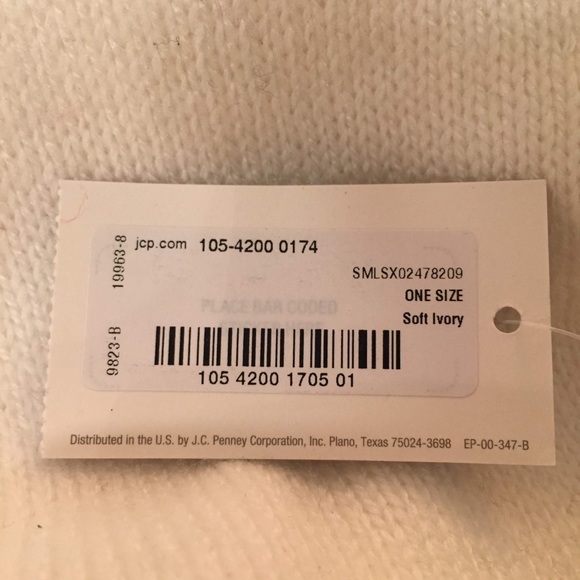 19963-8
9823-B
jcp.com 105-4200 0174
SMLSX02478209
ONE SIZE
Soft Ivory
PLACE BAR CODED
105 4200 1705 01
Distributed in the U.S. by J.C. Penney Corporation, Inc. Plano, Texas 75024-3698 EP-00-347-B